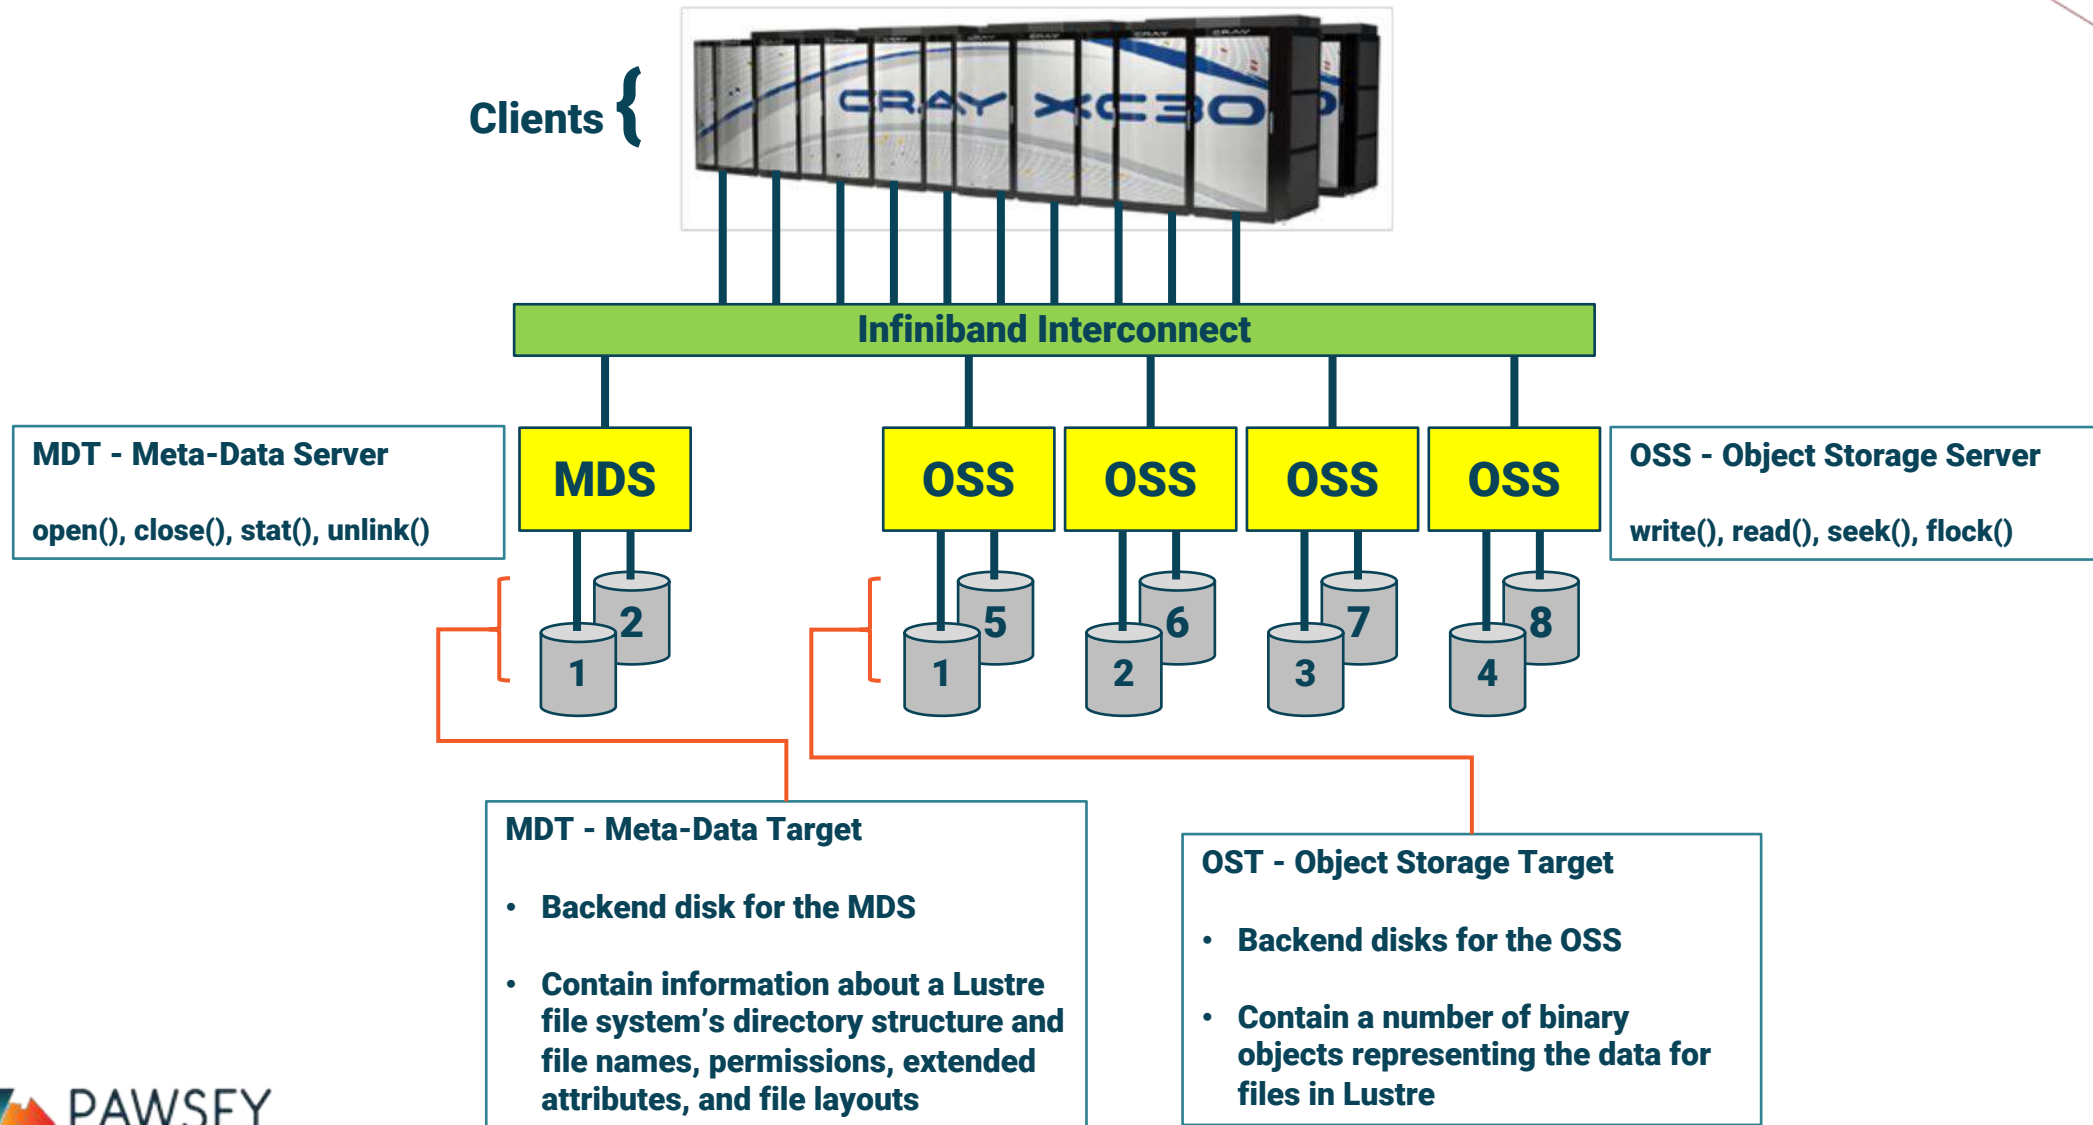 CRAY XC30
Clients {
Infiniband Interconnect
MDT - Meta-Data Server
open(), close(), stat(), unlink()
MDS
OSS
OSS
OSS
OSS
OSS - Object Storage Server
write(), read(), seek(), flock()
2
5
6
7
8
1
1
2
3
4
MDT - Meta-Data Target
• Backend disk for the MDS
• Contain information about a Lustre
file system’s directory structure and
file names, permissions, extended
attributes, and file layouts
OST - Object Storage Target
• Backend disks for the OSS
• Contain a number of binary
objects representing the data for
files in Lustre
PAWSEY